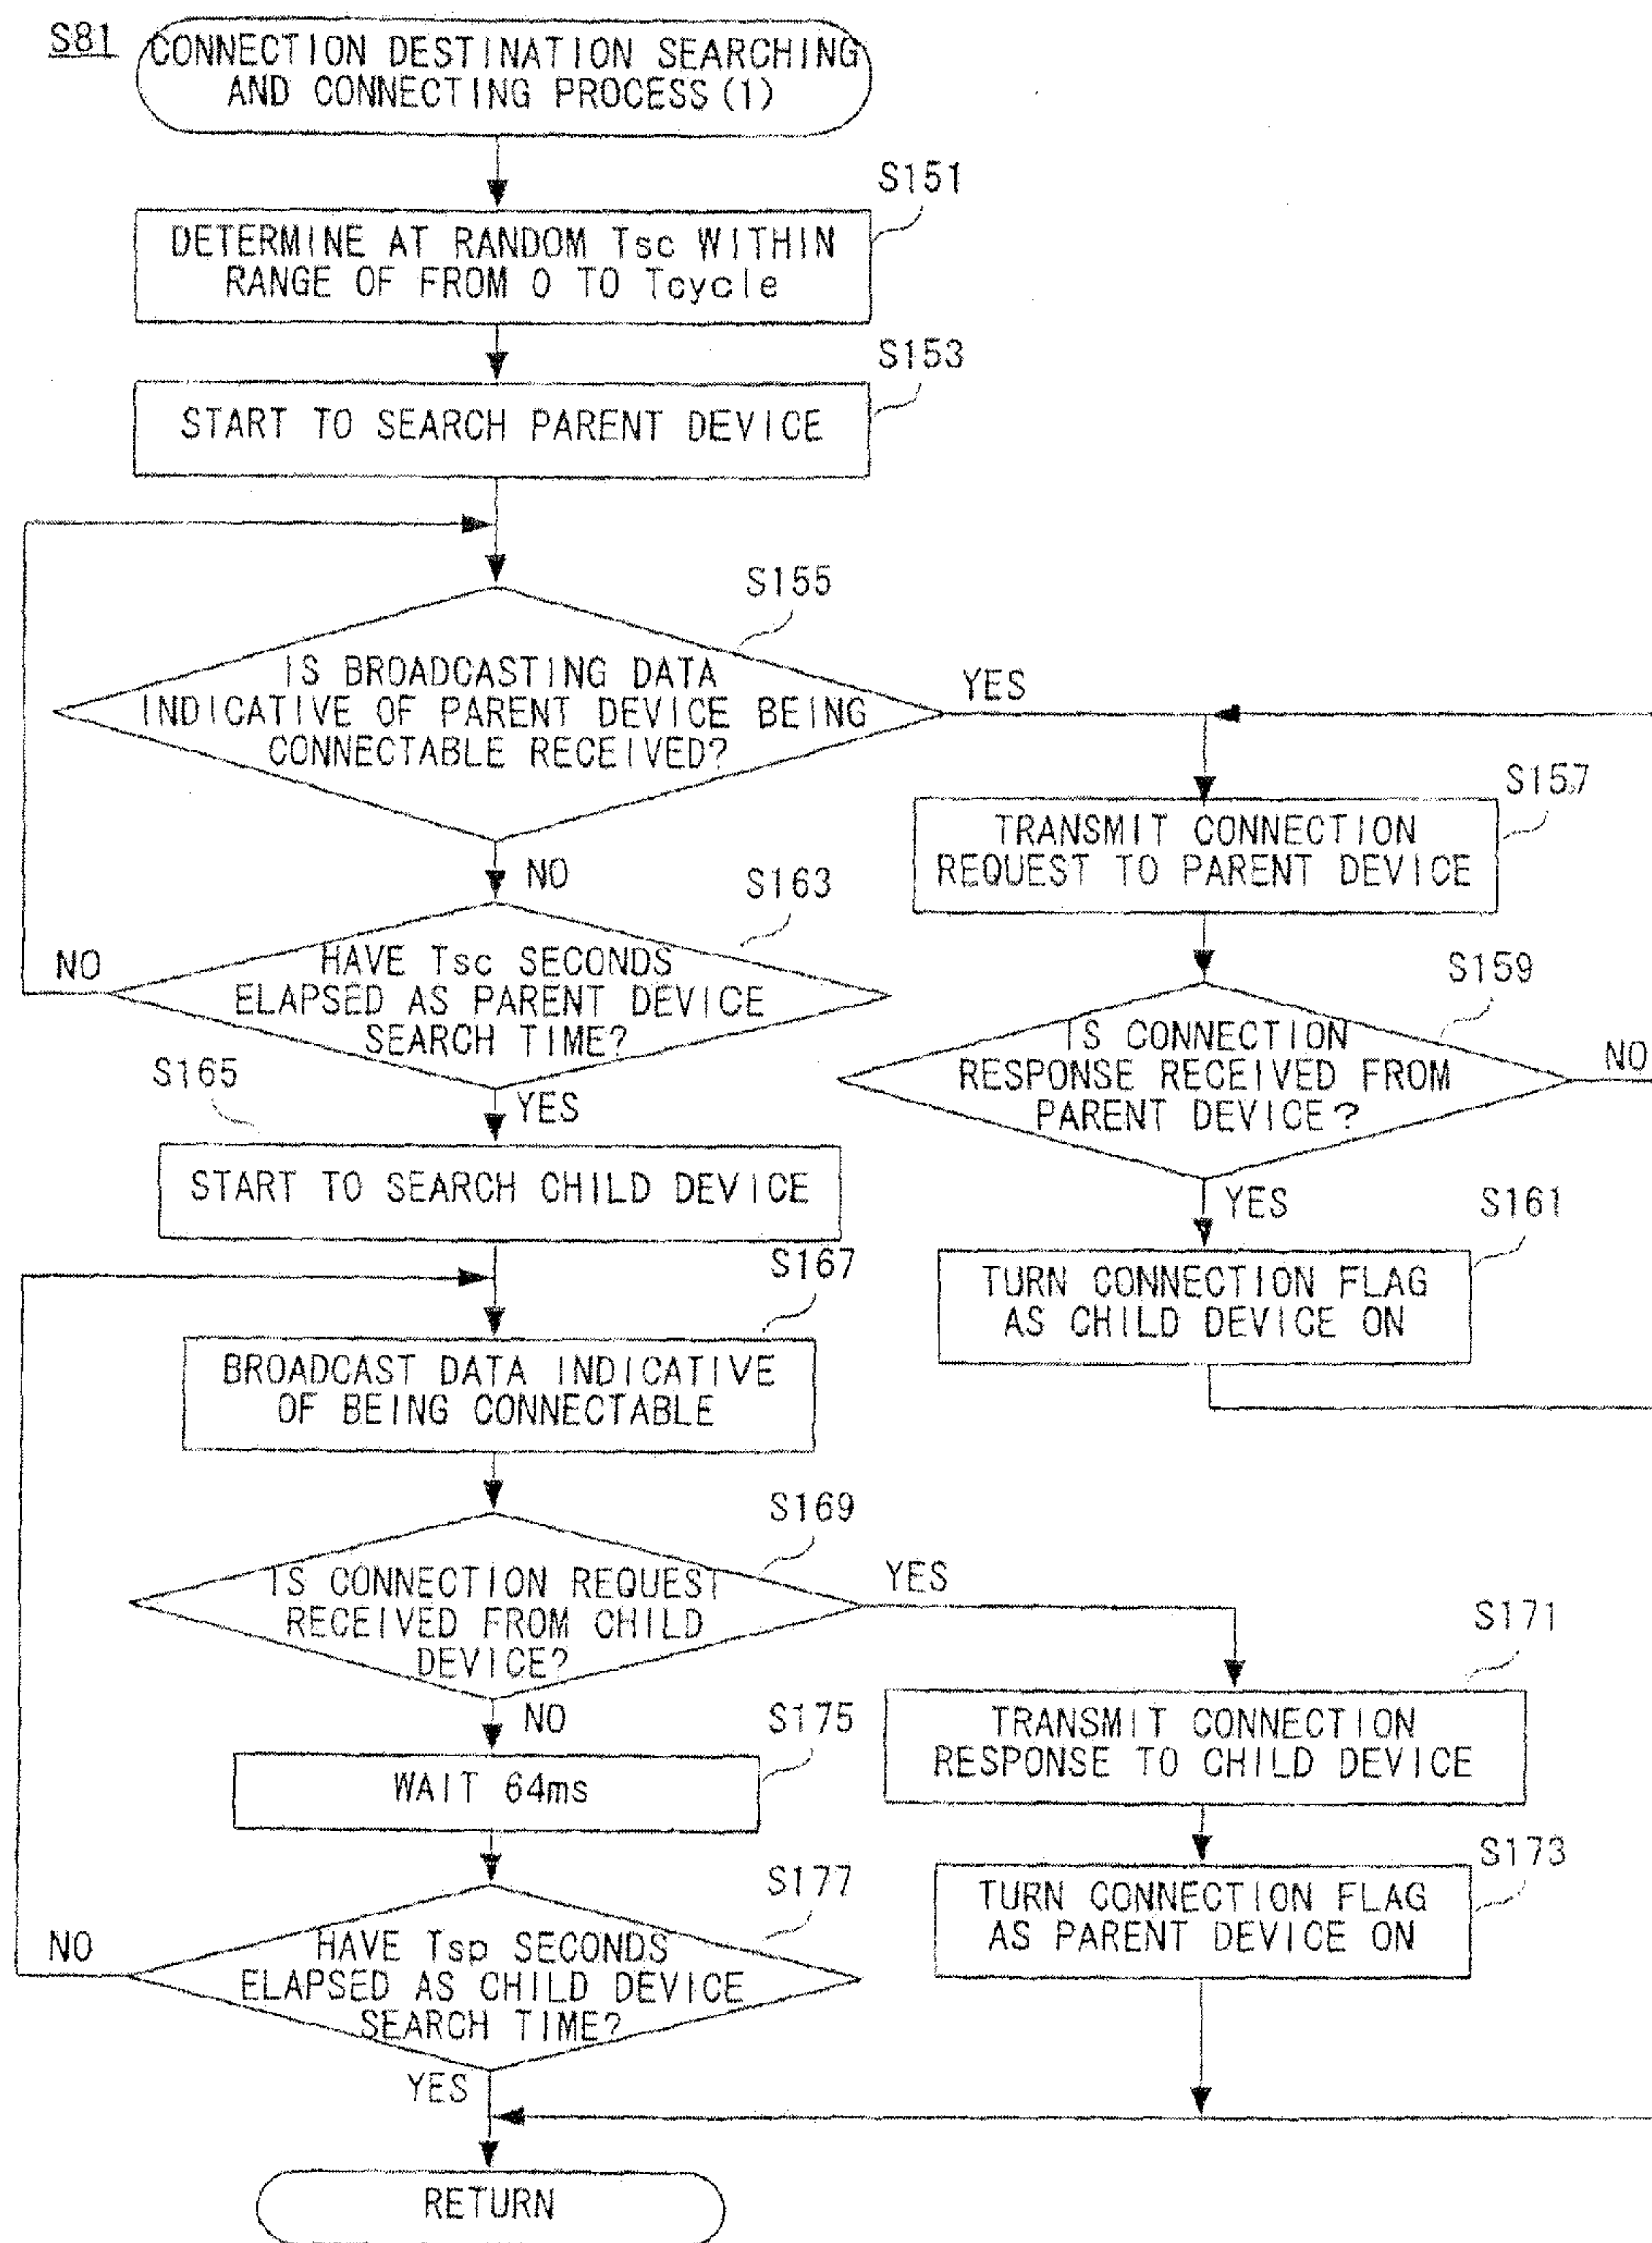 S81
CONNECTION DESTINATION SEARCHING
AND CONNECTING PROCESS(1)
S151
DETERMINE AT RANDOM Tsc WITHIN
RANGE OF FROM 0 TO Tcycle
S153
START TO SEARCH PARENT DEVICE
S155
IS BROADCASTING DATA
INDICATIVE OF PARENT DEVICE BEING
CONNECTABLE RECEIVED?
YES
S157
TRANSMIT CONNECTION
REQUEST TO PARENT DEVICE
NO
S163
HAVE Tsc SECONDS
ELAPSED AS PARENT DEVICE
SEARCH TIME?
NO
S159
IS CONNECTION
RESPONSE RECEIVED FROM
PARENT DEVICE?
NO
YES
S165
START TO SEARCH CHILD DEVICE
YES
S161
TURN CONNECTION FLAG
AS CHILD DEVICE ON
S167
BROADCAST DATA INDICATIVE
OF BEING CONNECTABLE
S169
IS CONNECTION REQUEST
RECEIVED FROM CHILD
DEVICE?
YES
S171
TRANSMIT CONNECTION
RESPONSE TO CHILD DEVICE
NO
S175
WAIT 64ms
S173
TURN CONNECTION FLAG
AS PARENT DEVICE ON
S177
HAVE Tsp SECONDS
ELAPSED AS CHILD DEVICE
SEARCH TIME?
NO
YES
RETURN